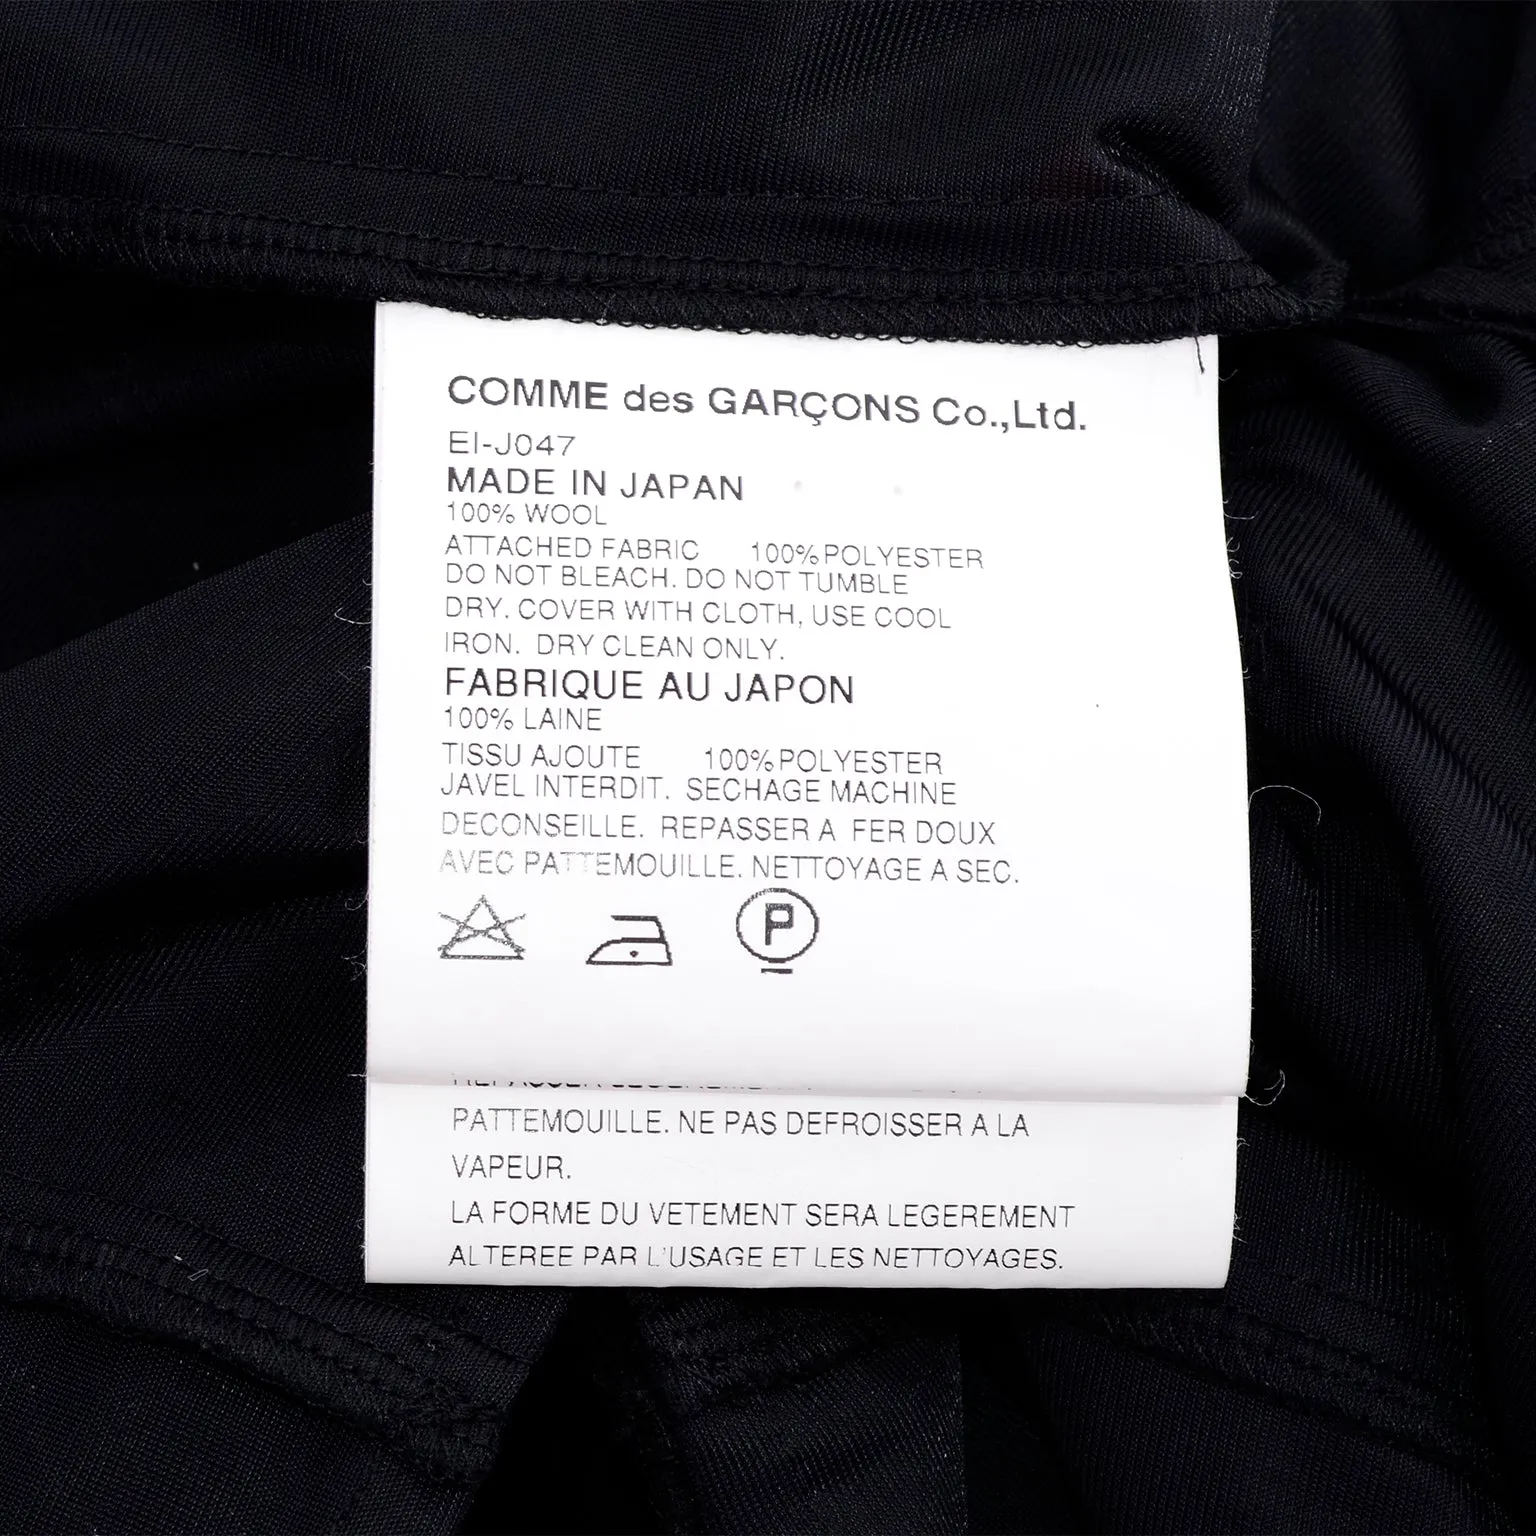 COMME des GARÇONS Co.,Ltd.
EI-J047
MADE IN JAPAN
100% WOOL
ATTACHED FABRIC 100%POLYESTER
DO NOT BLEACH. DO NOT TUMBLE
DRY. COVER WITH CLOTH, USE COOL
IRON. DRY CLEAN ONLY.
FABRIQUE AU JAPON
100% LAINE
TISSU AJOUTE 100%POLYESTER
JAVEL INTERDIT. SECHAGE MACHINE
DECONSEILLE. REPASSER A FER DOUX
AVEC PATTEMOUILLE. NETTOYAGE A SEC.
P
PATTEMOUILLE. NE PAS DEFROISSER A LA
VAPEUR.
LA FORME DU VETEMENT SERA LEGEREMENT
ALTEREE PAR L'USAGE ET LES NETTOYAGES.